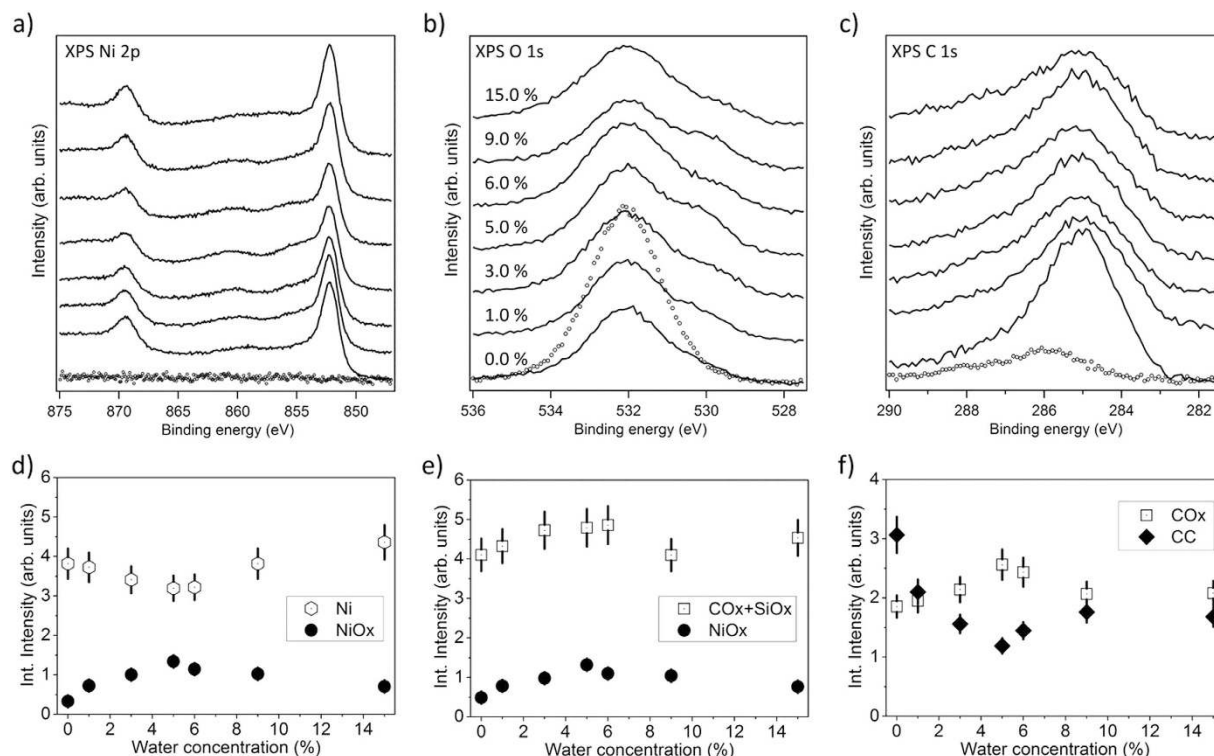 a)
XPS Ni 2p
Intensity (arb. units)
875 870 865 860 855 850
Binding energy (eV)
b)
XPS O 1s
15.0 %
9.0 %
6.0 %
5.0 %
3.0 %
1.0 %
0.0 %
Intensity (arb. units)
536 534 532 530 528
Binding energy (eV)
c)
XPS C 1s
Intensity (arb. units)
290 288 286 284 282
Binding energy (eV)
d)
Int. Intensity (arb. units)
6
5
4
3
2
1
0
Ni
NiOx
0 2 4 6 8 10 12 14
Water concentration (%)
e)
Int. Intensity (arb. units)
6
5
4
3
2
1
0
COx+SiOx
NiOx
0 2 4 6 8 10 12 14
Water concentration (%)
f)
Int. Intensity (arb. units)
4
3
2
1
0
COx
CC
0 2 4 6 8 10 12 14
Water concentration (%)